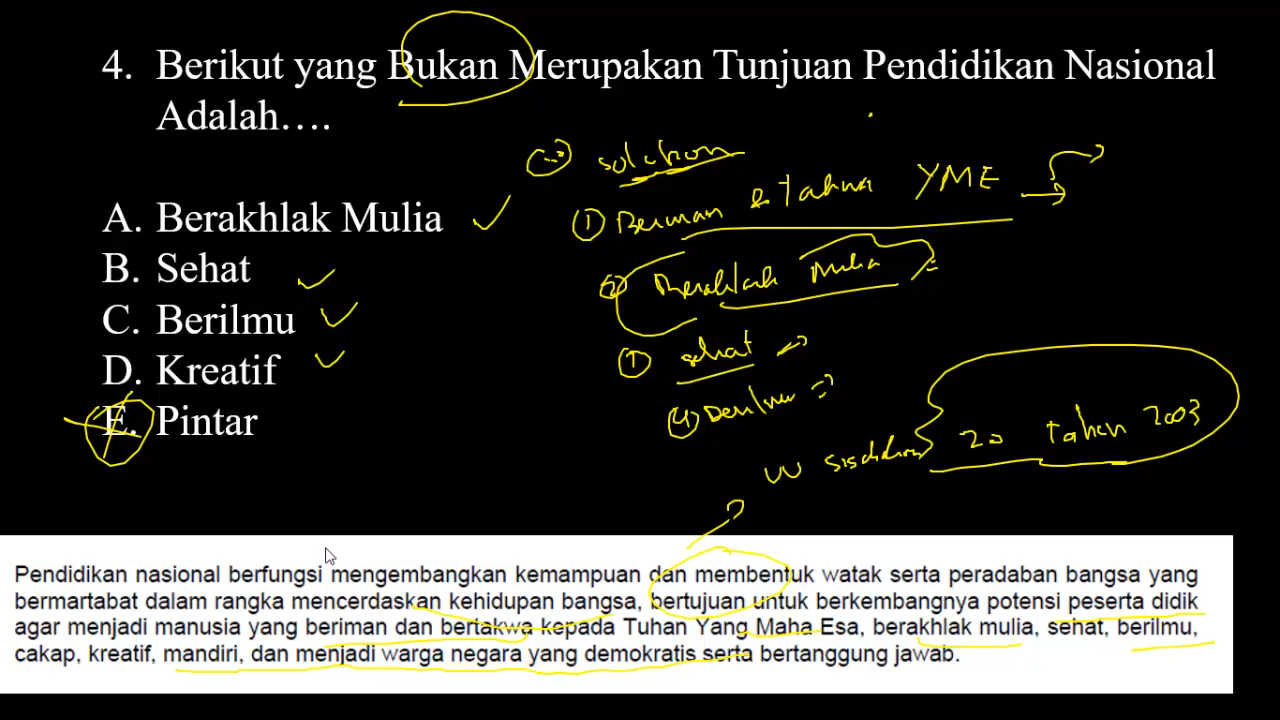 4. Berikut yang Bukan Merupakan Tunjuan Pendidikan Nasional
Adalah....
A. Berakhlak Mulia
B. Sehat
C. Berilmu
D. Kreatif
E. Pintar
solution
① Beriman & takwa YME
② Berakhlak Mulia
sehat
④ Berilmu
UU Sisdiknas 20 tahun 2003
Pendidikan nasional berfungsi mengembangkan kemampuan dan membentuk watak serta peradaban bangsa yang
bermartabat dalam rangka mencerdaskan kehidupan bangsa, bertujuan untuk berkembangnya potensi peserta didik
agar menjadi manusia yang beriman dan bertakwa kepada Tuhan Yang Maha Esa, berakhlak mulia, sehat, berilmu,
cakap, kreatif, mandiri, dan menjadi warga negara yang demokratis serta bertanggung jawab.